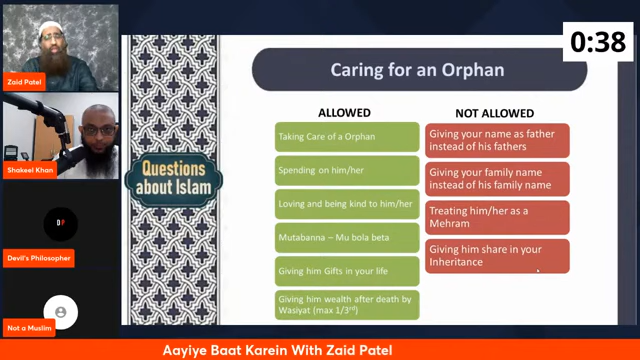 0:38
Zaid Patel
Shakeel Khan
DP
Devil's Philosopher
Not a Muslim
Questions
about Islam
Caring for an Orphan
ALLOWED
Taking Care of a Orphan
Spending on him/her
Loving and being kind to him/her
Mutabanna – Mu bola beta
Giving him Gifts in your life
Giving him wealth after death by
Wasiyat (max 1/3rd)
NOT ALLOWED
Giving your name as father
instead of his fathers
Giving your family name
instead of his family name
Treating him/her as a
Mehram
Giving him share in your
Inheritance
Aayiye Baat Karein With Zaid Patel